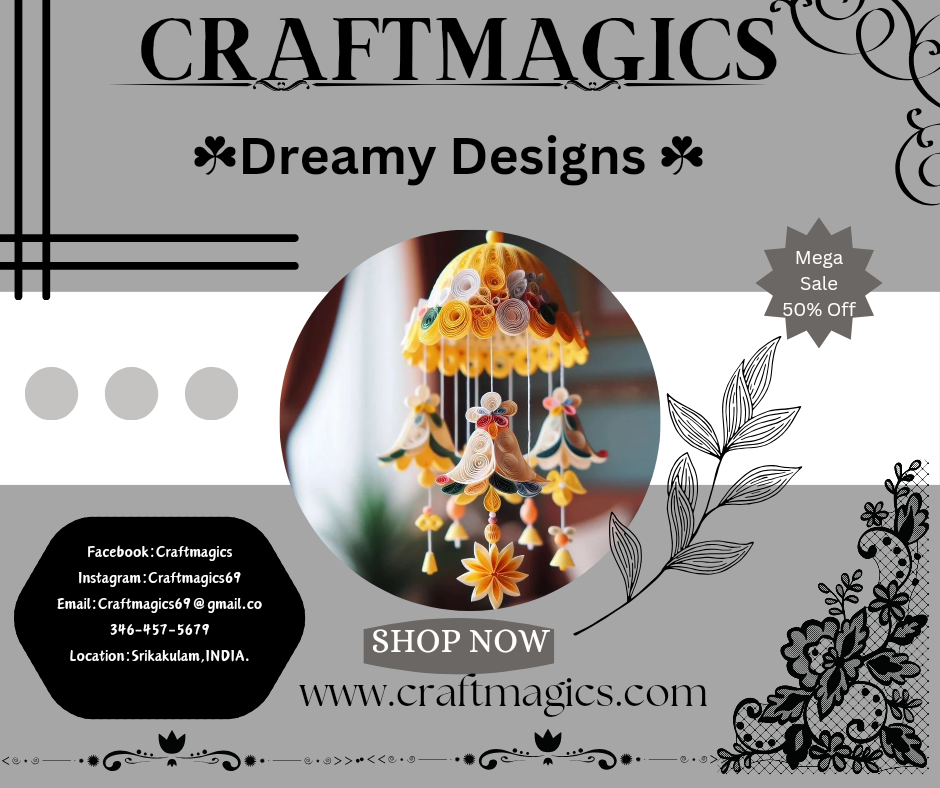 CRAFTMAGICS
☘Dreamy Designs ☘
Mega
Sale
50% Off
Facebook:Craftmagics
Instagram:Craftmagics69
Email:Craftmagics69@gmail.co
346-457-5679
Location:Srikakulam,INDIA.
SHOP NOW
www.craftmagics.com